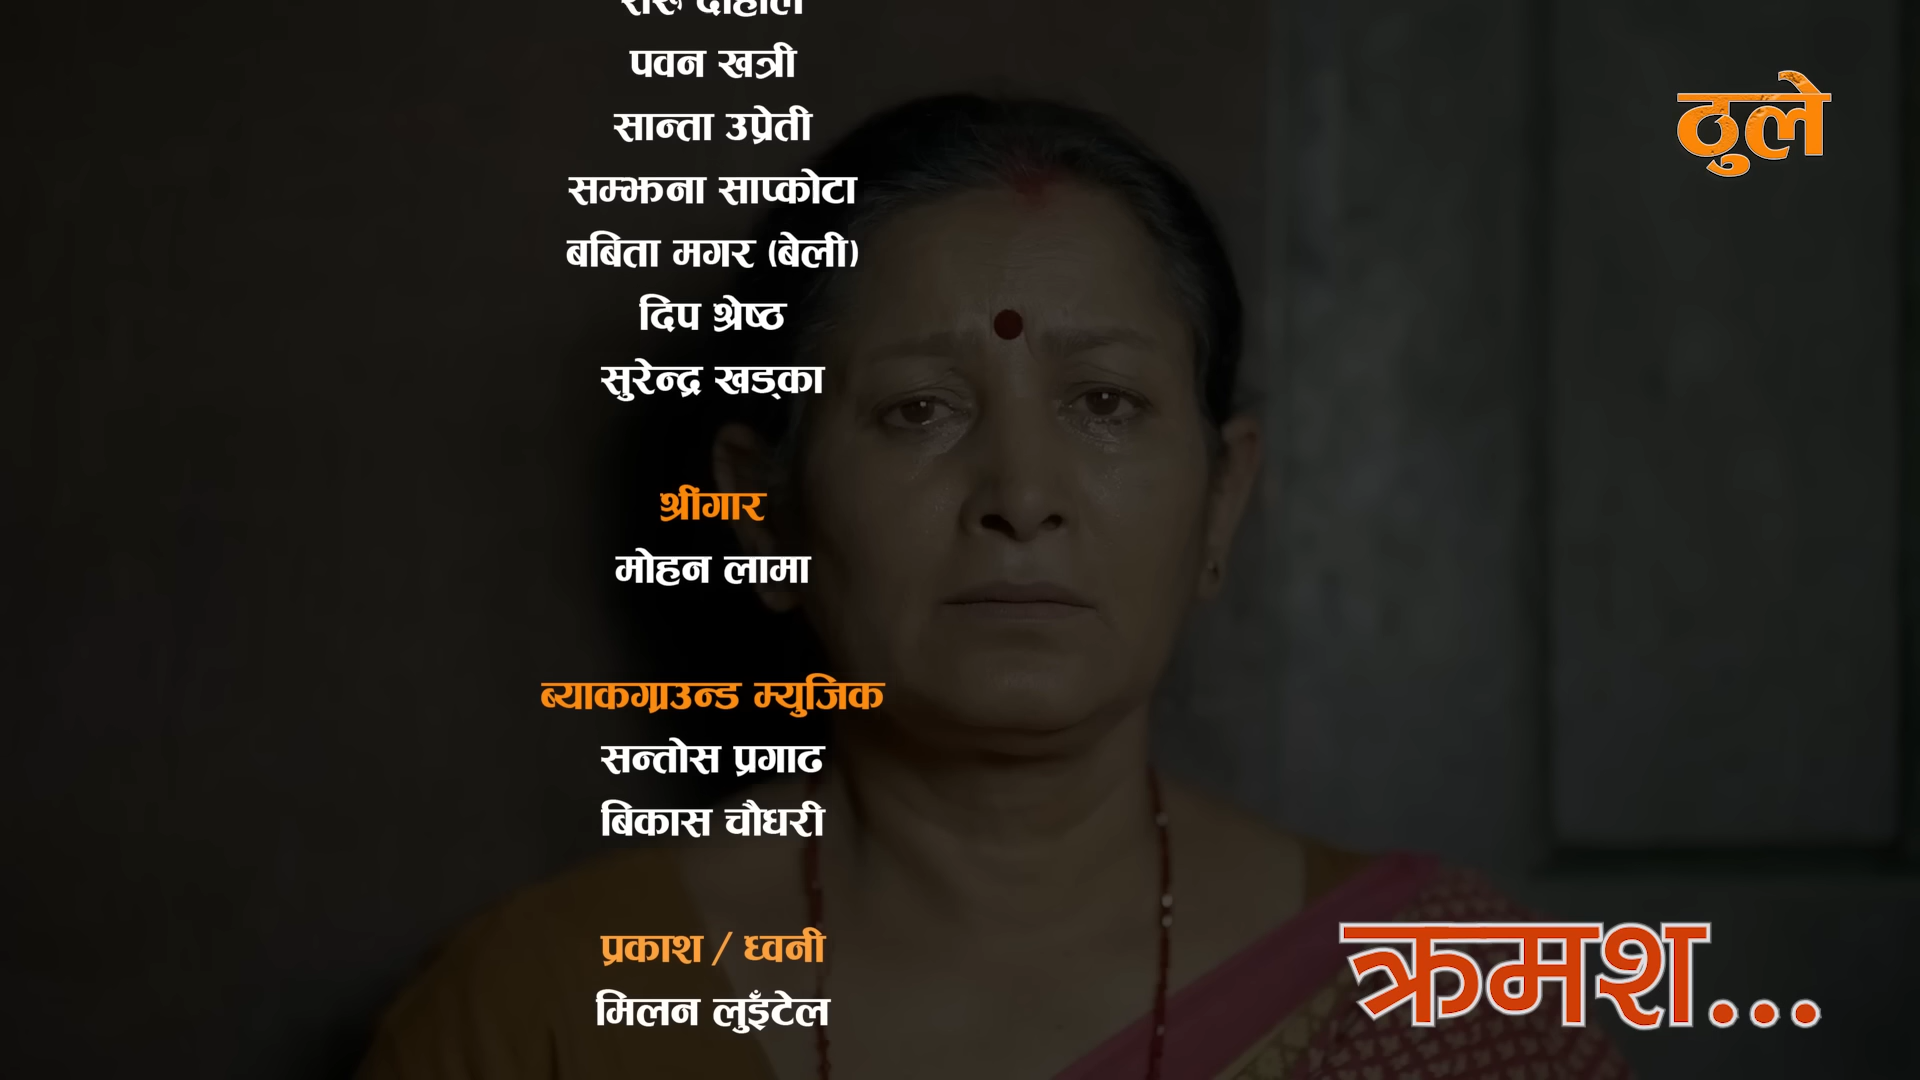 पवन खत्री
सान्ता उप्रेती
सम्झना साप्कोटा
बबिता मगर (बेली)
दिप श्रेष्ठ
सुरेन्द्र खड्का
श्रींगार
मोहन लामा
ब्याकग्राउन्ड म्युजिक
सन्तोस प्रगाढ
बिकास चौधरी
प्रकाश / ध्वनी
मिलन लुइँटेल
ठुले
क्रमश...